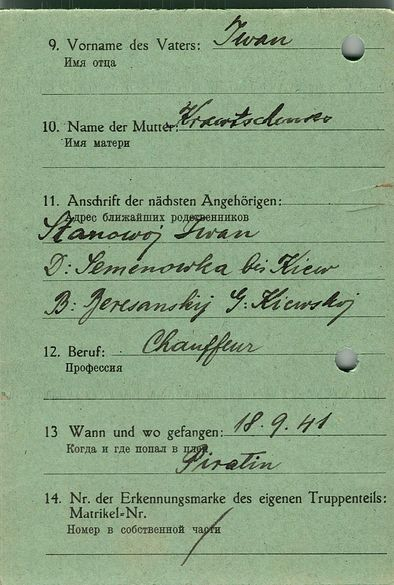 9. Vorname des Vaters: Iwan
Имя отца
10. Name der Mutter: Krawtschenko
Имя матери
11. Anschrift der nächsten Angehörigen:
Адрес ближайших родственников
Stanowoj Iwan
D: Semenowka bis Kiew
B: Beresanskij G: Kiewskoj
12. Beruf: Chauffeur
Профессия
13 Wann und wo gefangen: 18.9.41
Когда и где попал в плен
Piratin
14. Nr. der Erkennungsmarke des eigenen Truppenteils:
Matrikel-Nr.
Номер в собственной части